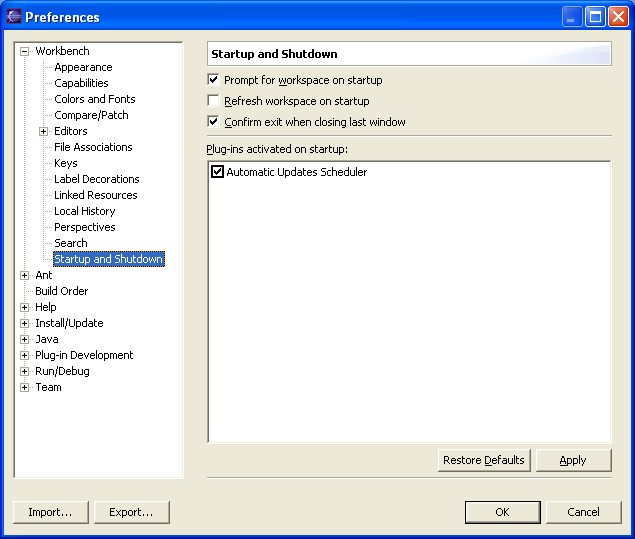 Preferences
Workbench
Appearance
Capabilities
Colors and Fonts
Compare/Patch
Editors
File Associations
Keys
Label Decorations
Linked Resources
Local History
Perspectives
Search
Startup and Shutdown
Ant
Build Order
Help
Install/Update
Java
Plug-in Development
Run/Debug
Team
Startup and Shutdown
Prompt for workspace on startup
Refresh workspace on startup
Confirm exit when closing last window
Plug-ins activated on startup:
Automatic Updates Scheduler
Restore Defaults
Apply
Import...
Export...
OK
Cancel